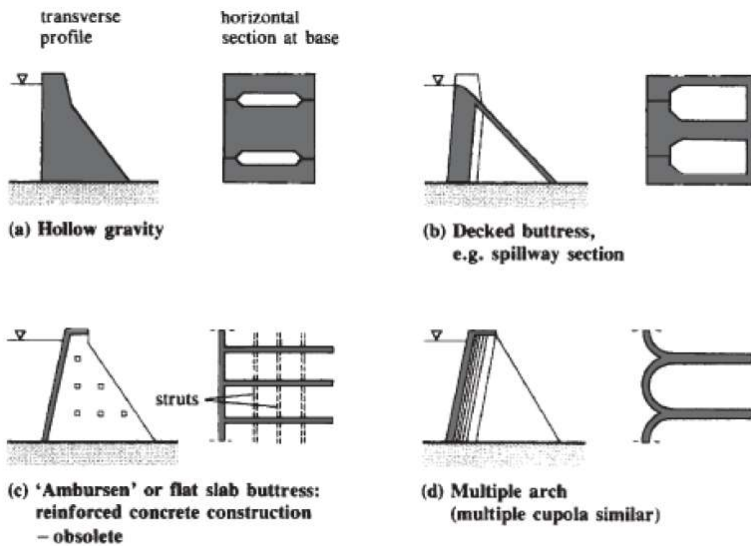 transverse
profile
horizontal
section at base
(a) Hollow gravity
(b) Decked buttress,
e.g. spillway section
struts
(c) ‘Ambursen’ or flat slab buttress:
reinforced concrete construction
– obsolete
(d) Multiple arch
(multiple cupola similar)